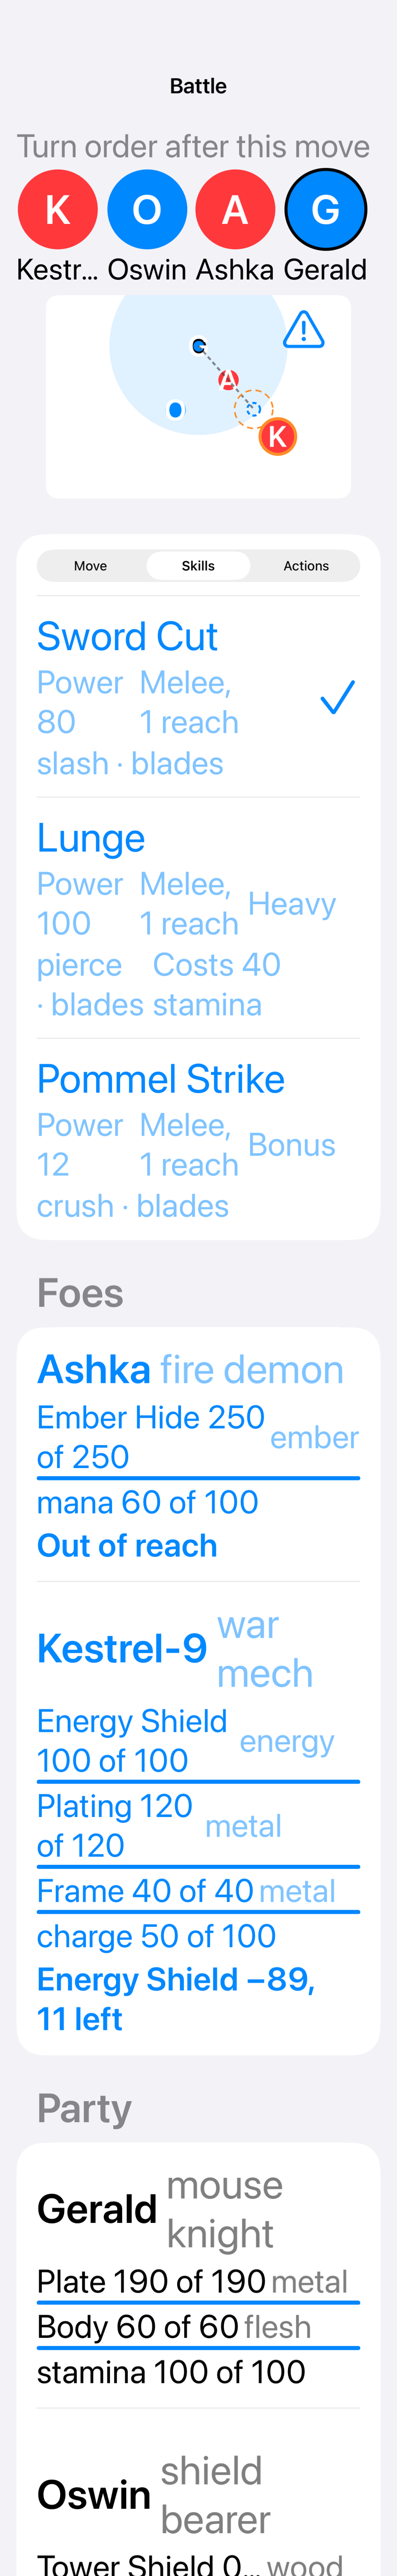 Battle
Turn order after this move
K O A G
Kestr... Oswin Ashka Gerald
A
K
Move Skills Actions
Sword Cut
Power 80 Melee, 1 reach
slash · blades
Lunge
Power 100 Melee, 1 reach Heavy
pierce · blades Costs 40 stamina
Pommel Strike
Power 12 Melee, 1 reach Bonus
crush · blades
Foes
Ashka fire demon
Ember Hide 250 of 250 ember
mana 60 of 100
Out of reach
Kestrel-9 war mech
Energy Shield 100 of 100 energy
Plating 120 of 120 metal
Frame 40 of 40 metal
charge 50 of 100
Energy Shield −89, 11 left
Party
Gerald mouse knight
Plate 190 of 190 metal
Body 60 of 60 flesh
stamina 100 of 100
Oswin shield bearer
Tower Shield 0... wood